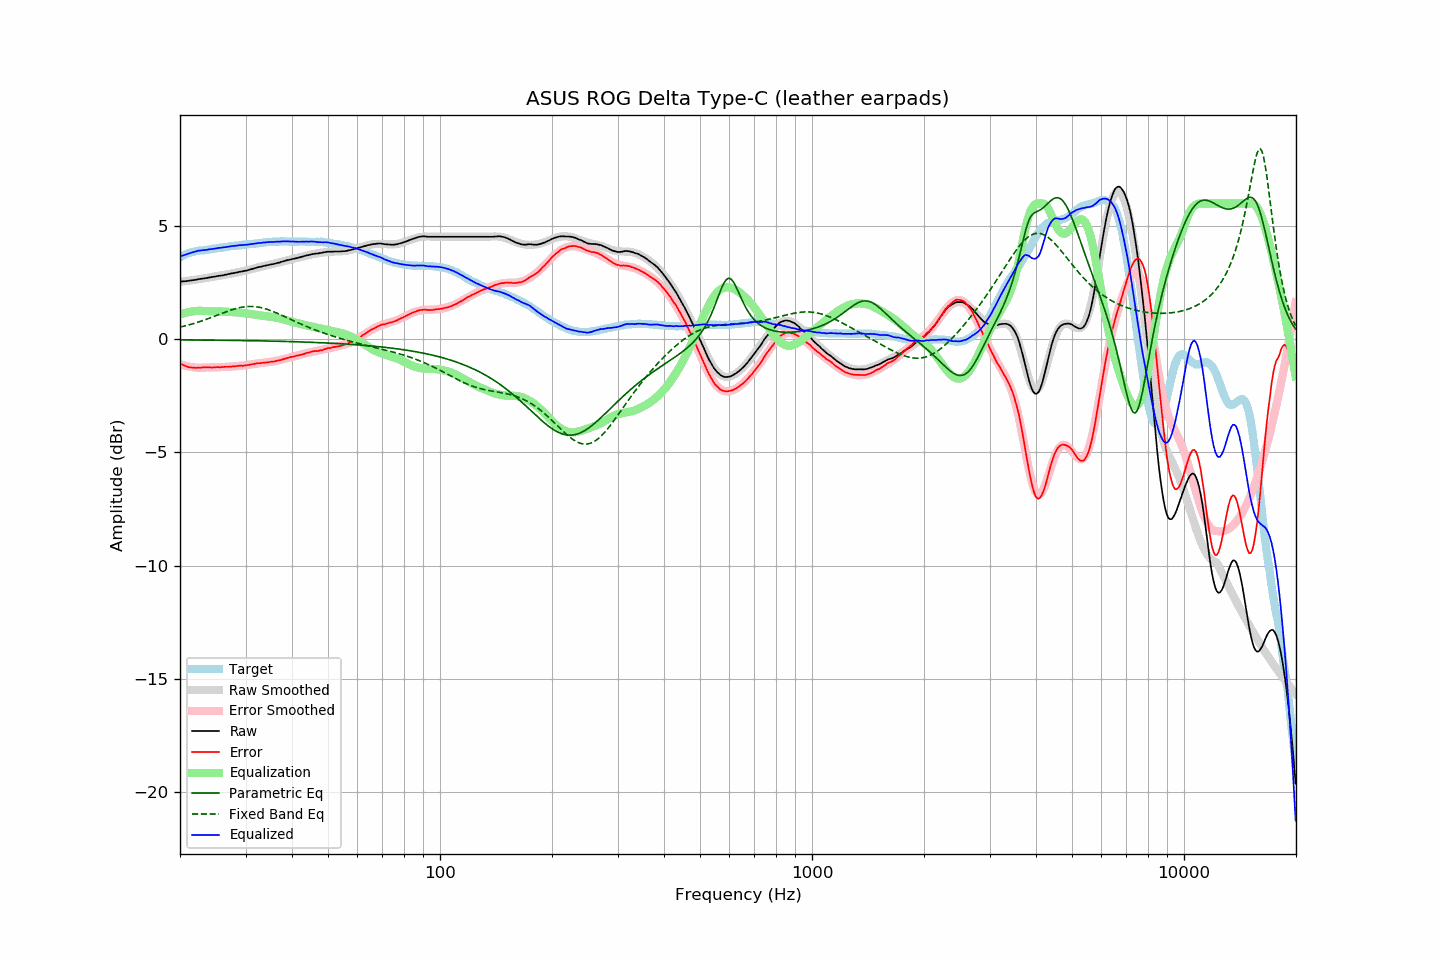 ASUS ROG Delta Type-C (leather earpads)
Amplitude (dBr)
5
0
−5
−10
−15
−20
Target
Raw Smoothed
Error Smoothed
Raw
Error
Equalization
Parametric Eq
Fixed Band Eq
Equalized
100
1000
10000
Frequency (Hz)